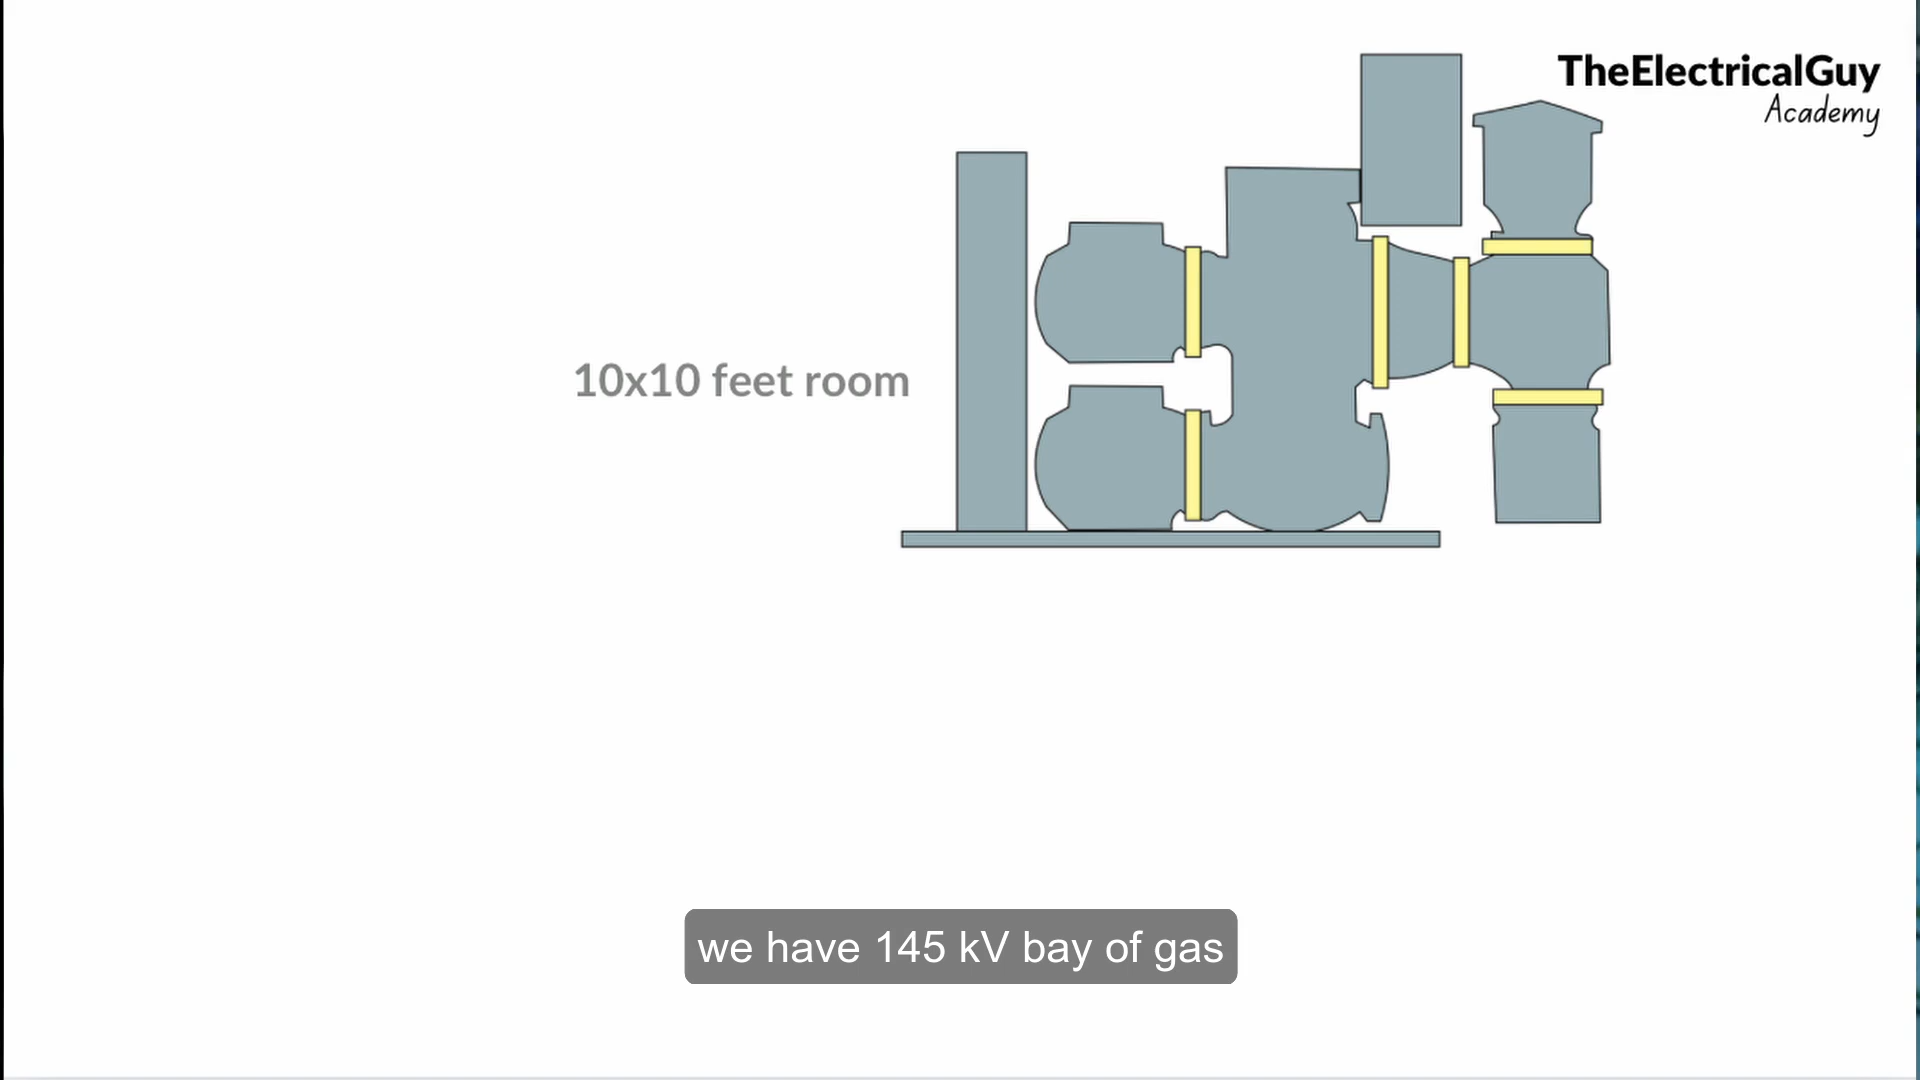 TheElectricalGuy
Academy
10x10 feet room
we have 145 kV bay of gas